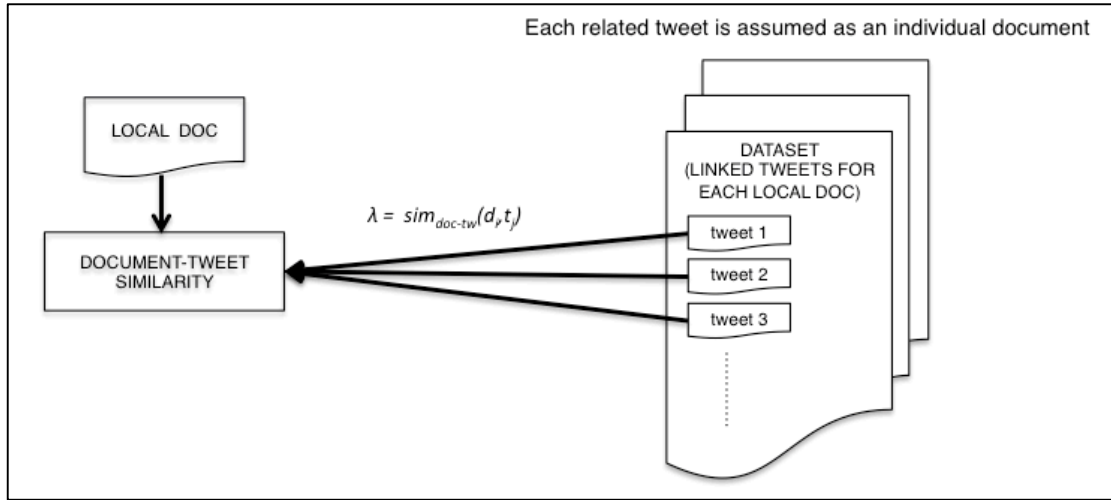 Each related tweet is assumed as an individual document
LOCAL DOC
DATASET
(LINKED TWEETS FOR
EACH LOCAL DOC)
λ = sim_doc-tw(d_i,t_j)
tweet 1
DOCUMENT-TWEET
SIMILARITY
tweet 2
tweet 3